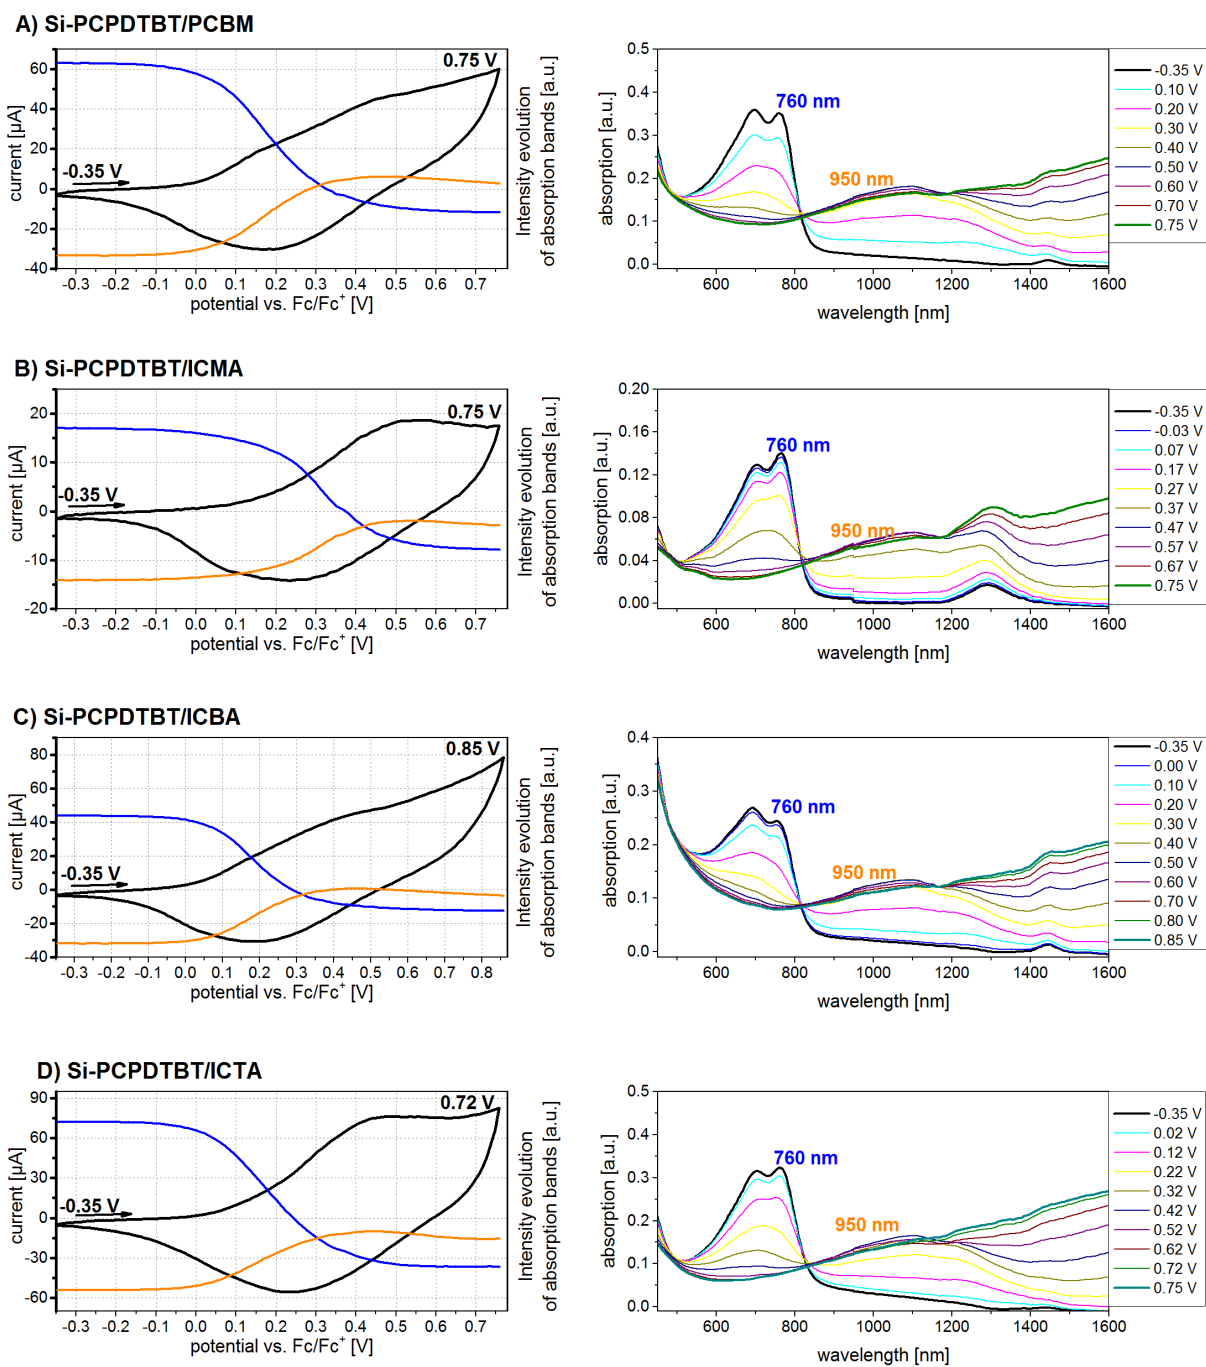 A) Si-PCPDTBT/PCBM
current [µA]
60
40
20
0
-20
-40
0.75 V
-0.35 V
-0.3 -0.2 -0.1 0.0 0.1 0.2 0.3 0.4 0.5 0.6 0.7
potential vs. Fc/Fc+ [V]
Intensity evolution
of absorption bands [a.u.]
absorption [a.u.]
0.5
0.4
0.3
0.2
0.1
0.0
760 nm
950 nm
600 800 1000 1200 1400 1600
wavelength [nm]
-0.35 V
0.10 V
0.20 V
0.30 V
0.40 V
0.50 V
0.60 V
0.70 V
0.75 V
B) Si-PCPDTBT/ICMA
current [µA]
20
10
0
-10
-20
0.75 V
-0.35 V
-0.3 -0.2 -0.1 0.0 0.1 0.2 0.3 0.4 0.5 0.6 0.7
potential vs. Fc/Fc+ [V]
Intensity evolution
of absorption bands [a.u.]
absorption [a.u.]
0.20
0.16
0.12
0.08
0.04
0.00
760 nm
950 nm
600 800 1000 1200 1400 1600
wavelength [nm]
-0.35 V
-0.03 V
0.07 V
0.17 V
0.27 V
0.37 V
0.47 V
0.57 V
0.67 V
0.75 V
C) Si-PCPDTBT/ICBA
current [µA]
80
60
40
20
0
-20
-40
0.85 V
-0.35 V
-0.3 -0.2 -0.1 0.0 0.1 0.2 0.3 0.4 0.5 0.6 0.7 0.8
potential vs. Fc/Fc+ [V]
Intensity evolution
of absorption bands [a.u.]
absorption [a.u.]
0.4
0.3
0.2
0.1
0.0
760 nm
950 nm
600 800 1000 1200 1400 1600
wavelength [nm]
-0.35 V
0.00 V
0.10 V
0.20 V
0.30 V
0.40 V
0.50 V
0.60 V
0.70 V
0.80 V
0.85 V
D) Si-PCPDTBT/ICTA
current [µA]
90
60
30
0
-30
-60
0.72 V
-0.35 V
-0.3 -0.2 -0.1 0.0 0.1 0.2 0.3 0.4 0.5 0.6 0.7
potential vs. Fc/Fc+ [V]
Intensity evolution
of absorption bands [a.u.]
absorption [a.u.]
0.5
0.4
0.3
0.2
0.1
0.0
760 nm
950 nm
600 800 1000 1200 1400 1600
wavelength [nm]
-0.35 V
0.02 V
0.12 V
0.22 V
0.32 V
0.42 V
0.52 V
0.62 V
0.72 V
0.75 V